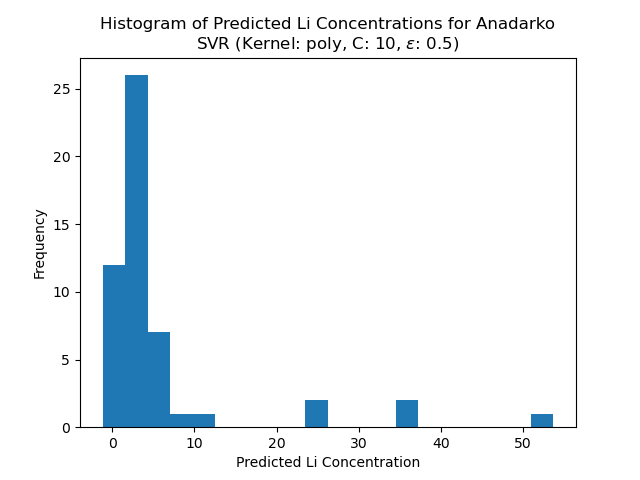 Histogram of Predicted Li Concentrations for Anadarko
SVR (Kernel: poly, C: 10, ε: 0.5)
Frequency
25
20
15
10
5
0
0 10 20 30 40 50
Predicted Li Concentration